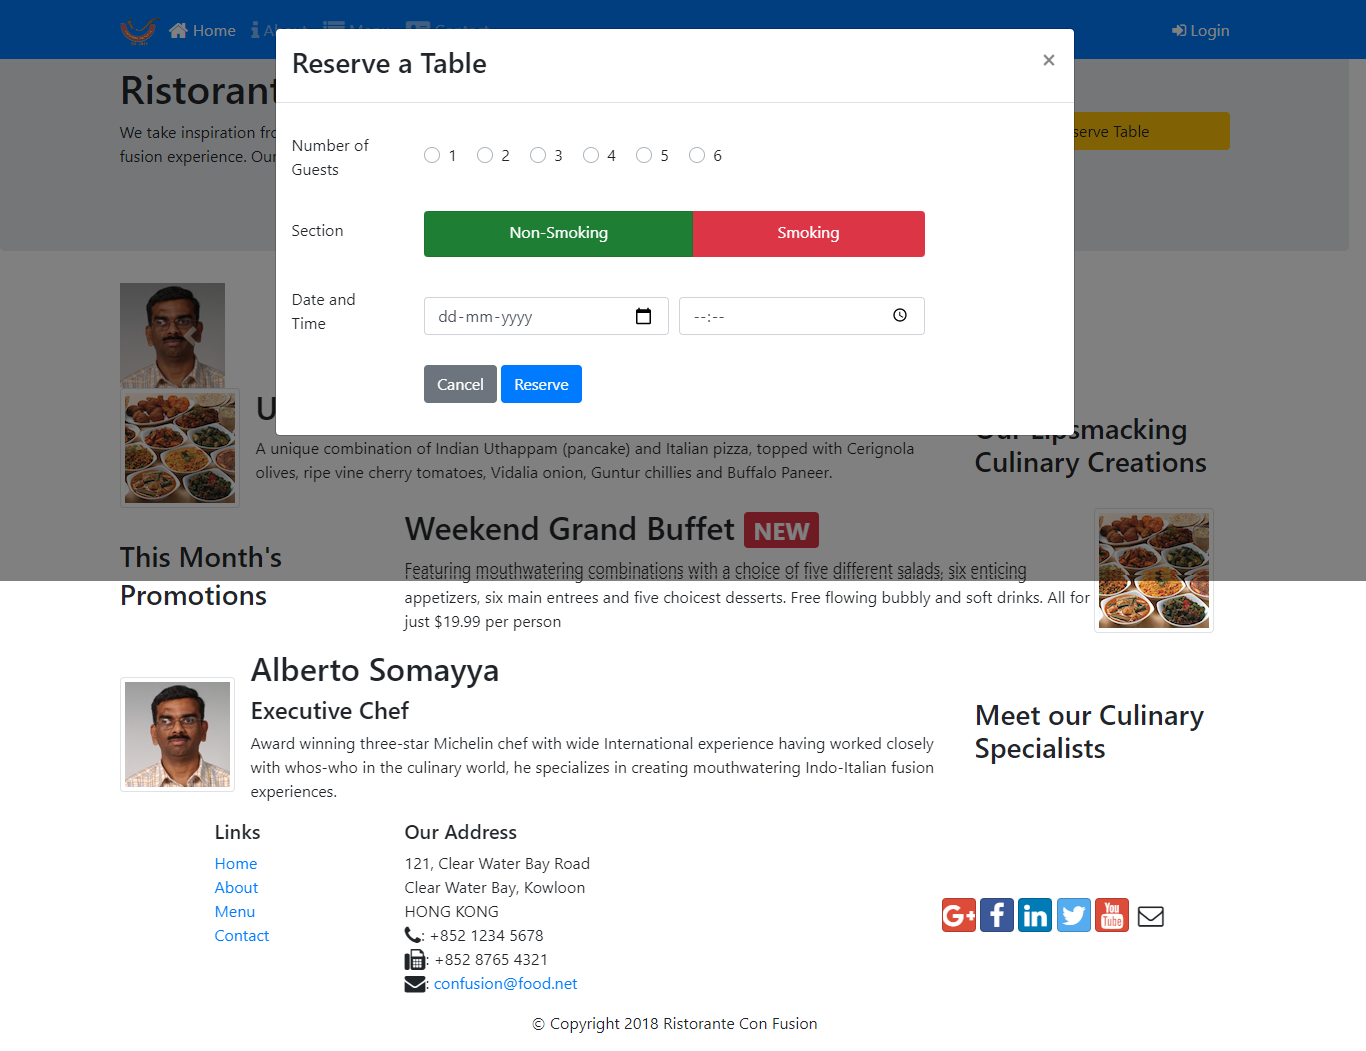 Home
Login
Reserve a Table
×
Ristorant
We take inspiration fro
fusion experience. Our
serve Table
Number of
Guests
1 2 3 4 5 6
Section
Non-Smoking
Smoking
Date and
Time
dd-mm-yyyy
--:--
Cancel
Reserve
A unique combination of Indian Uthappam (pancake) and Italian pizza, topped with Cerignola
olives, ripe vine cherry tomatoes, Vidalia onion, Guntur chillies and Buffalo Paneer.
Our Lipsmacking
Culinary Creations
This Month's
Promotions
Weekend Grand Buffet NEW
Featuring mouthwatering combinations with a choice of five different salads, six enticing
appetizers, six main entrees and five choicest desserts. Free flowing bubbly and soft drinks. All for
just $19.99 per person
Alberto Somayya
Executive Chef
Award winning three-star Michelin chef with wide International experience having worked closely
with whos-who in the culinary world, he specializes in creating mouthwatering Indo-Italian fusion
experiences.
Meet our Culinary
Specialists
Links
Home
About
Menu
Contact
Our Address
121, Clear Water Bay Road
Clear Water Bay, Kowloon
HONG KONG
: +852 1234 5678
: +852 8765 4321
: confusion@food.net
G+ f in You Tube
© Copyright 2018 Ristorante Con Fusion